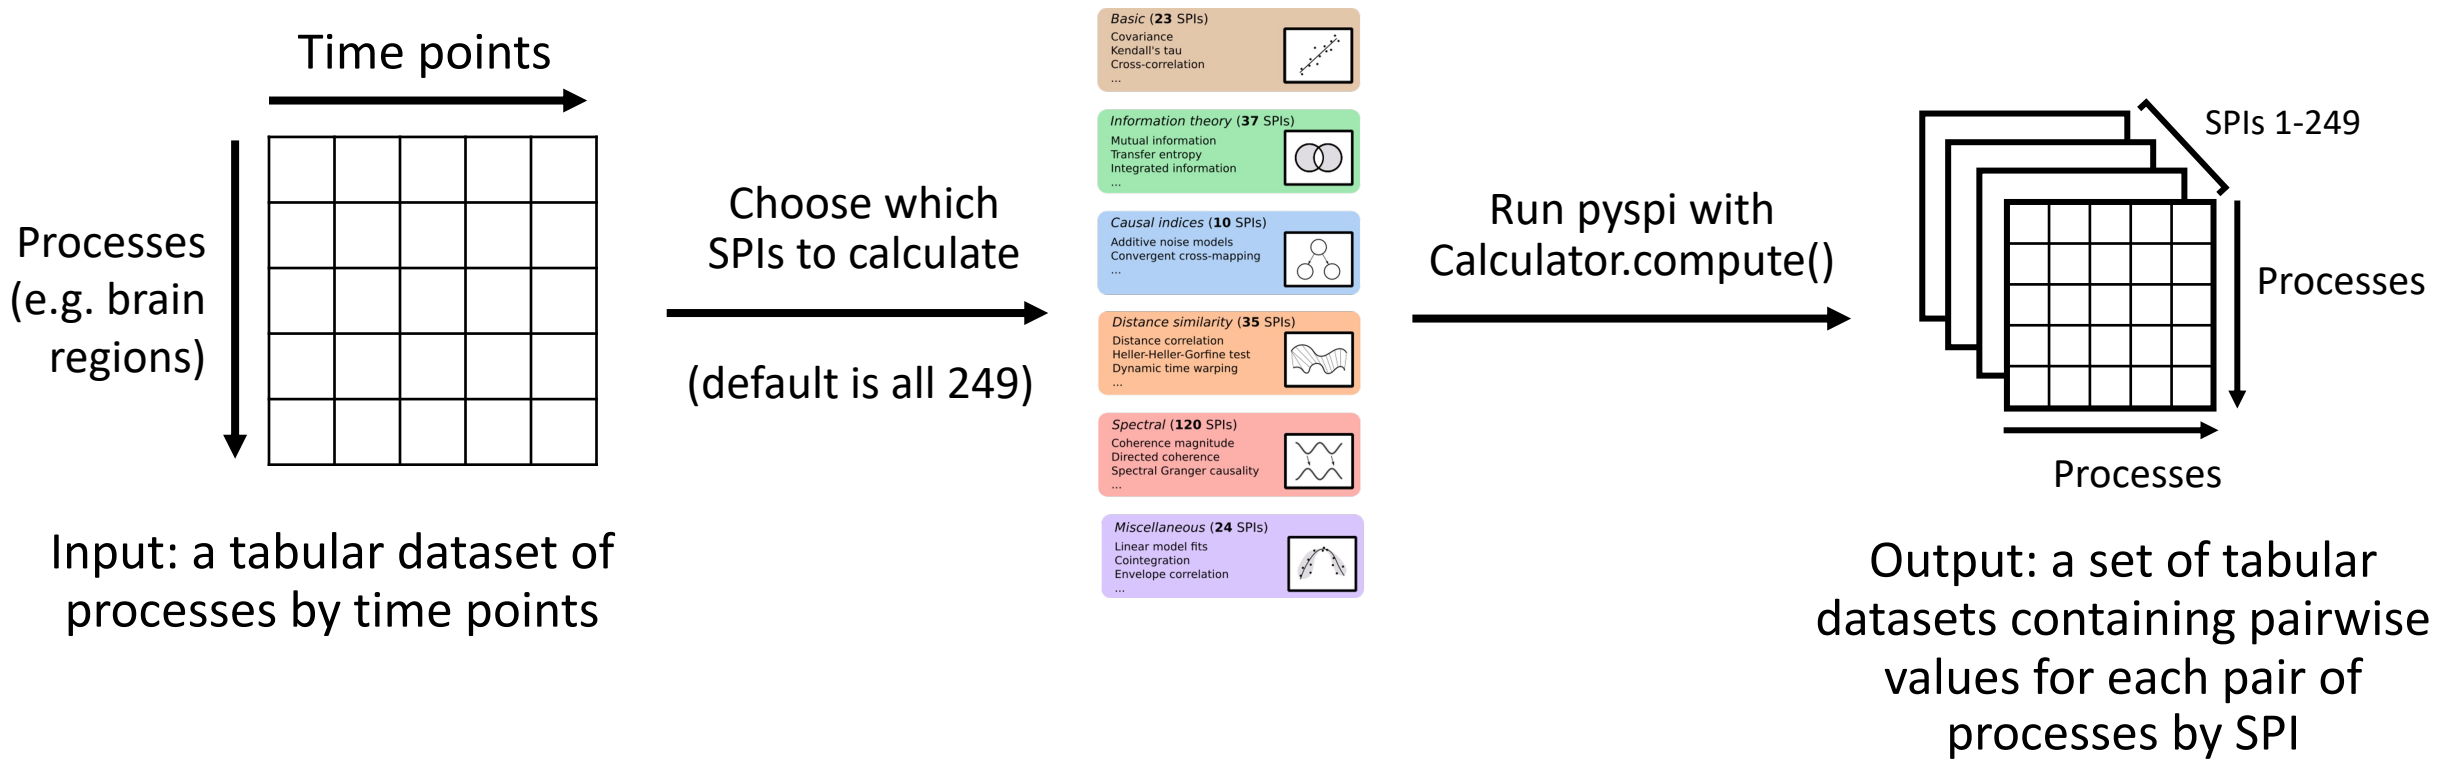 Time points
Processes
(e.g. brain
regions)
Input: a tabular dataset of
processes by time points
Choose which
SPIs to calculate
(default is all 249)
Basic (23 SPIs)
Covariance
Kendall's tau
Cross-correlation
...
Information theory (37 SPIs)
Mutual information
Transfer entropy
Integrated information
...
Causal indices (10 SPIs)
Additive noise models
Convergent cross-mapping
...
Distance similarity (35 SPIs)
Distance correlation
Heller-Heller-Gorfine test
Dynamic time warping
...
Spectral (120 SPIs)
Coherence magnitude
Directed coherence
Spectral Granger causality
...
Miscellaneous (24 SPIs)
Linear model fits
Cointegration
Envelope correlation
...
Run pyspi with
Calculator.compute()
SPIs 1-249
Processes
Processes
Output: a set of tabular
datasets containing pairwise
values for each pair of
processes by SPI